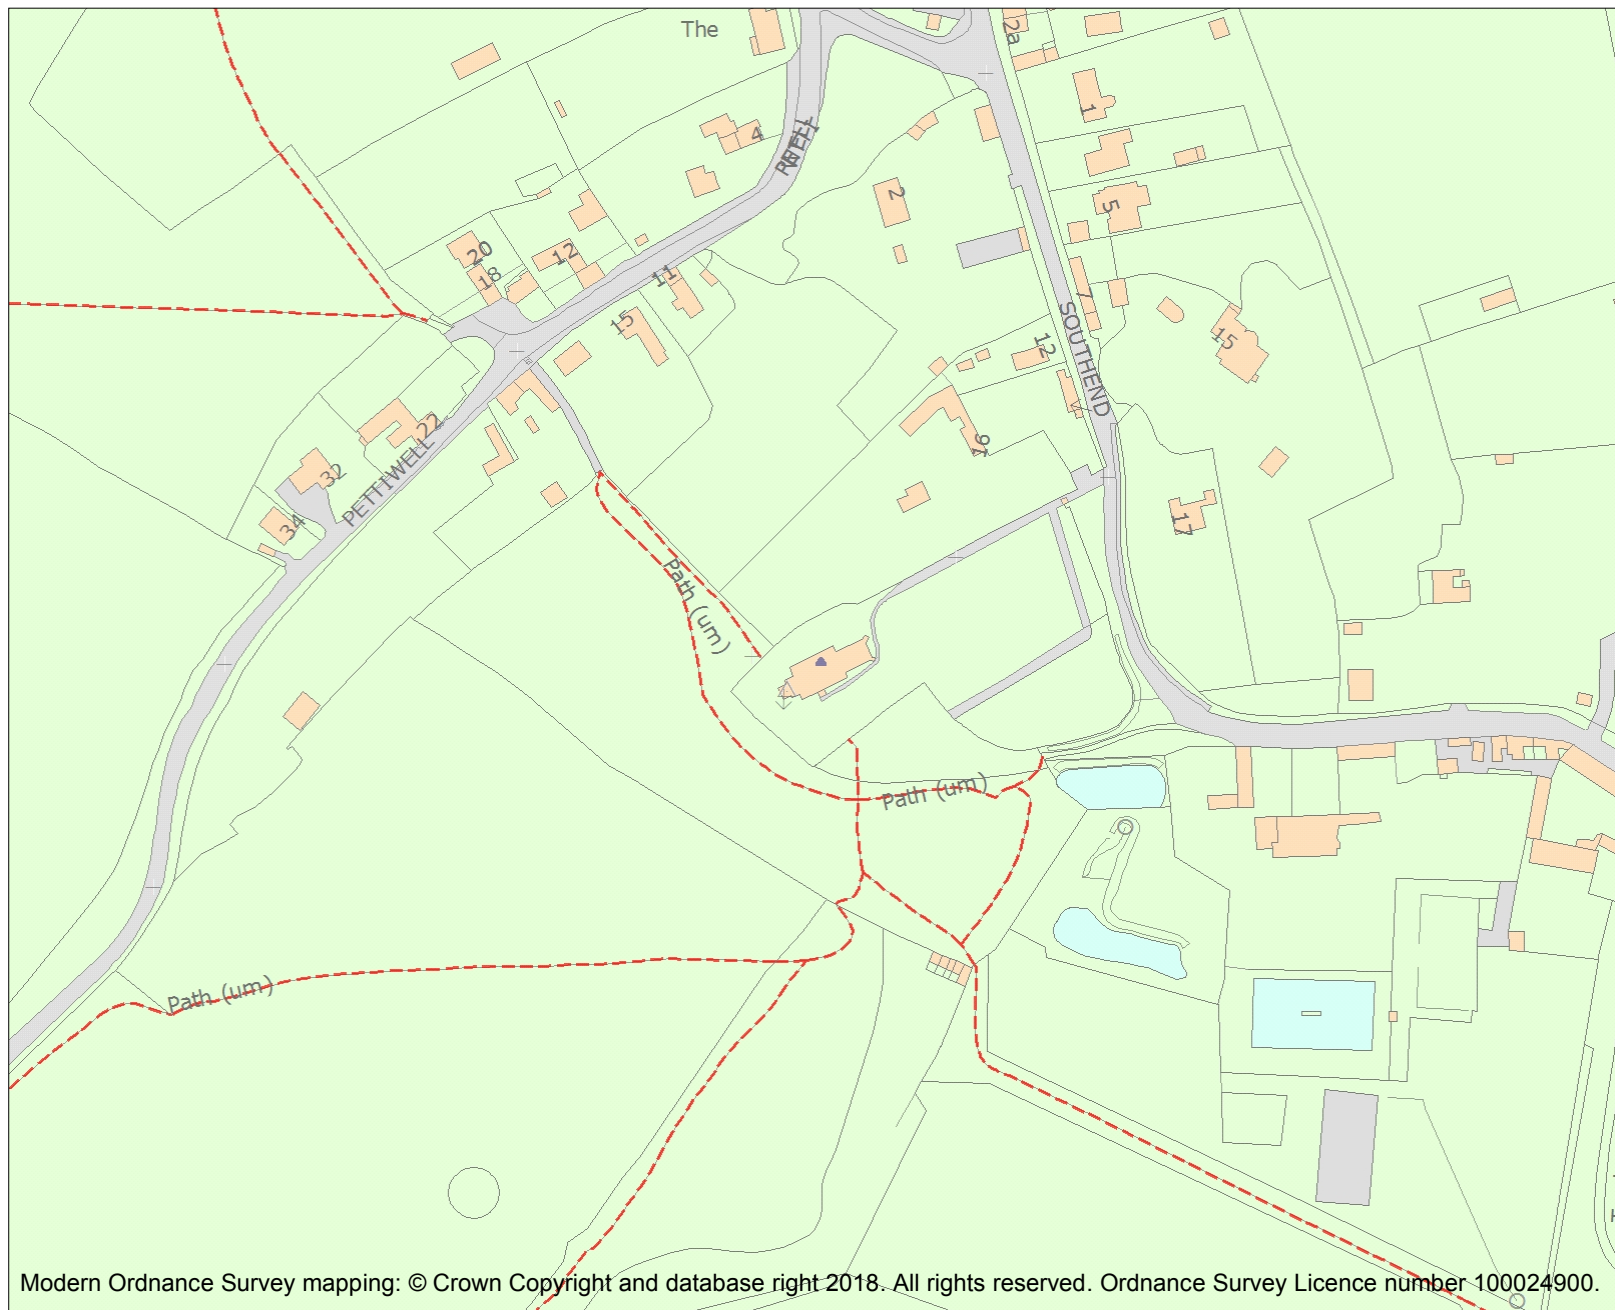 The
2a
1
4
2
5
20
18
12
11
15
7
SOUTHEND
12
15
22
PETTIWELL
32
34
16
17
Path (um)
Path (um)
Path (um)
Modern Ordnance Survey mapping: © Crown Copyright and database right 2018. All rights reserved. Ordnance Survey Licence number 100024900.